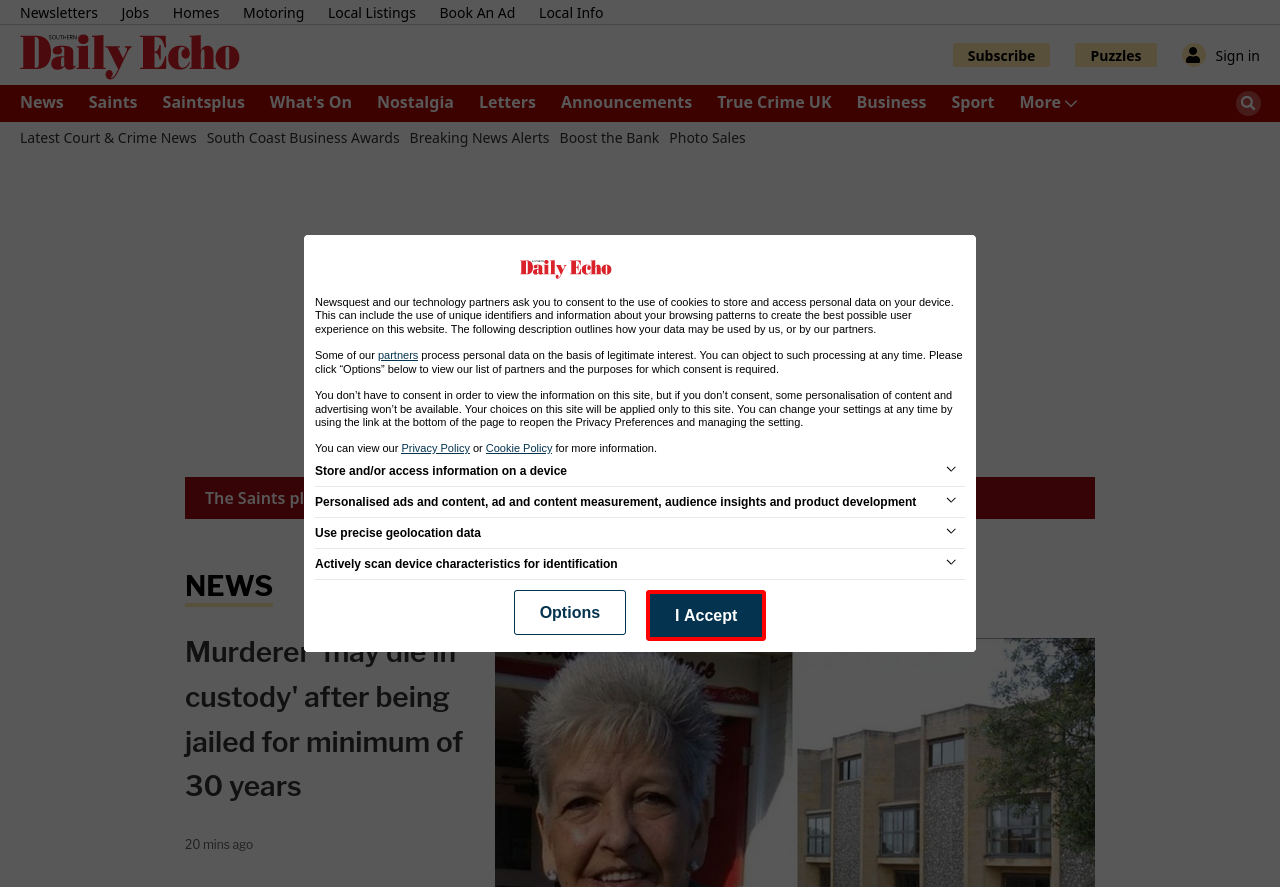 Newsletters Jobs Homes Motoring Local Listings Book An Ad Local Info
SOUTHERN
Daily Echo
Subscribe Puzzles Sign in
News Saints Saintsplus What's On Nostalgia Letters Announcements True Crime UK Business Sport More
Latest Court & Crime News South Coast Business Awards Breaking News Alerts Boost the Bank Photo Sales
Daily Echo
Newsquest and our technology partners ask you to consent to the use of cookies to store and access personal data on your device.
This can include the use of unique identifiers and information about your browsing patterns to create the best possible user
experience on this website. The following description outlines how your data may be used by us, or by our partners.
Some of our partners process personal data on the basis of legitimate interest. You can object to such processing at any time. Please
click “Options” below to view our list of partners and the purposes for which consent is required.
You don’t have to consent in order to view the information on this site, but if you don’t consent, some personalisation of content and
advertising won’t be available. Your choices on this site will be applied only to this site. You can change your settings at any time by
using the link at the bottom of the page to reopen the Privacy Preferences and managing the setting.
You can view our Privacy Policy or Cookie Policy for more information.
Store and/or access information on a device
The Saints
Personalised ads and content, ad and content measurement, audience insights and product development
Use precise geolocation data
Actively scan device characteristics for identification
NEWS
Options I Accept
Murderer 'may die in
custody' after being
jailed for minimum of
30 years
20 mins ago